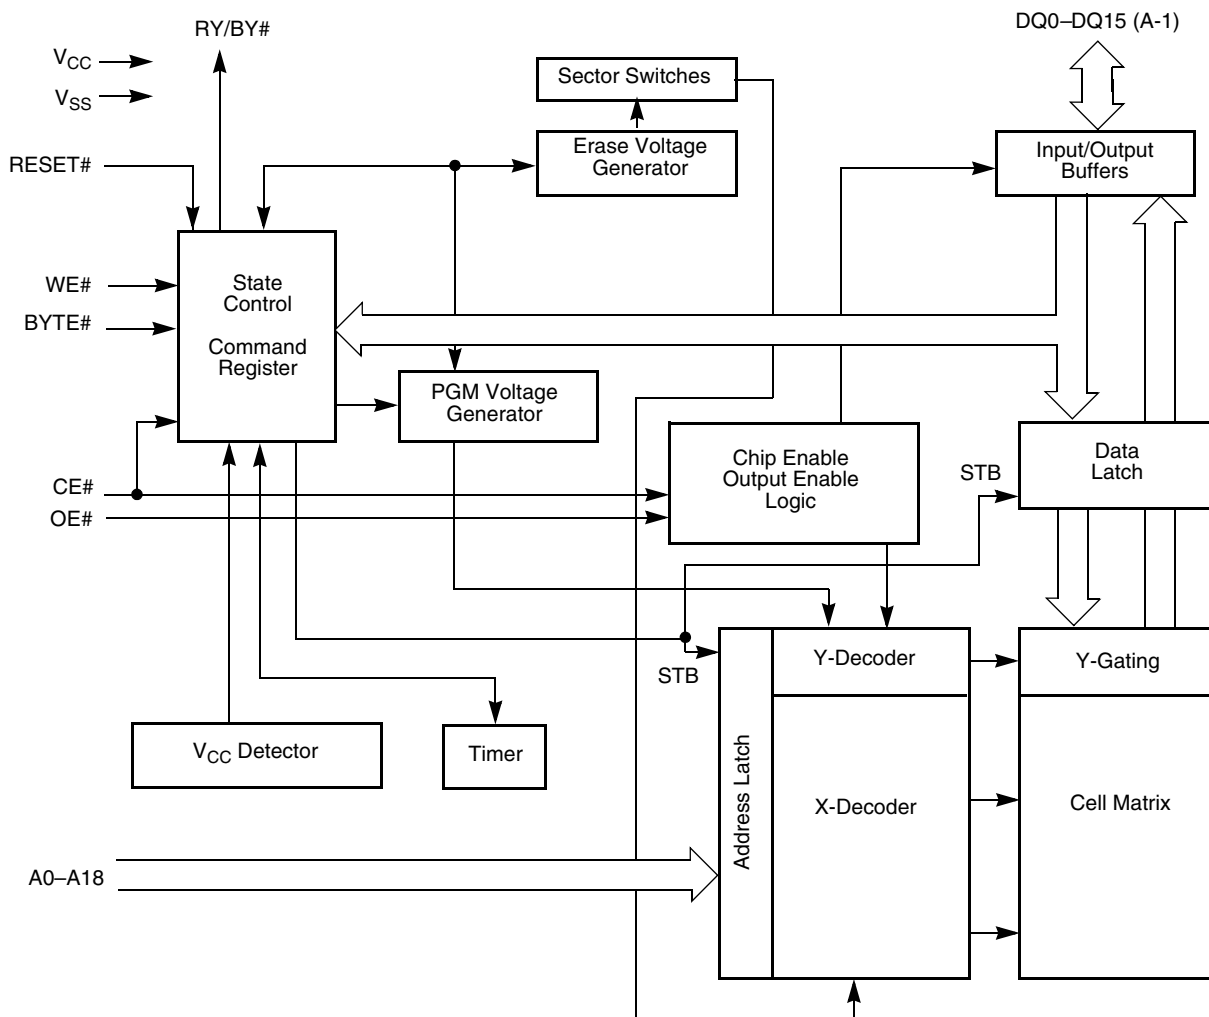 RY/BY#
DQ0–DQ15 (A-1)
VCC
VSS
Sector Switches
Erase Voltage
Generator
Input/Output
Buffers
RESET#
WE#
BYTE#
State
Control
Command
Register
PGM Voltage
Generator
Chip Enable
Output Enable
Logic
STB
Data
Latch
CE#
OE#
STB
Y-Decoder
Y-Gating
VCC Detector
Timer
Address Latch
X-Decoder
Cell Matrix
A0–A18